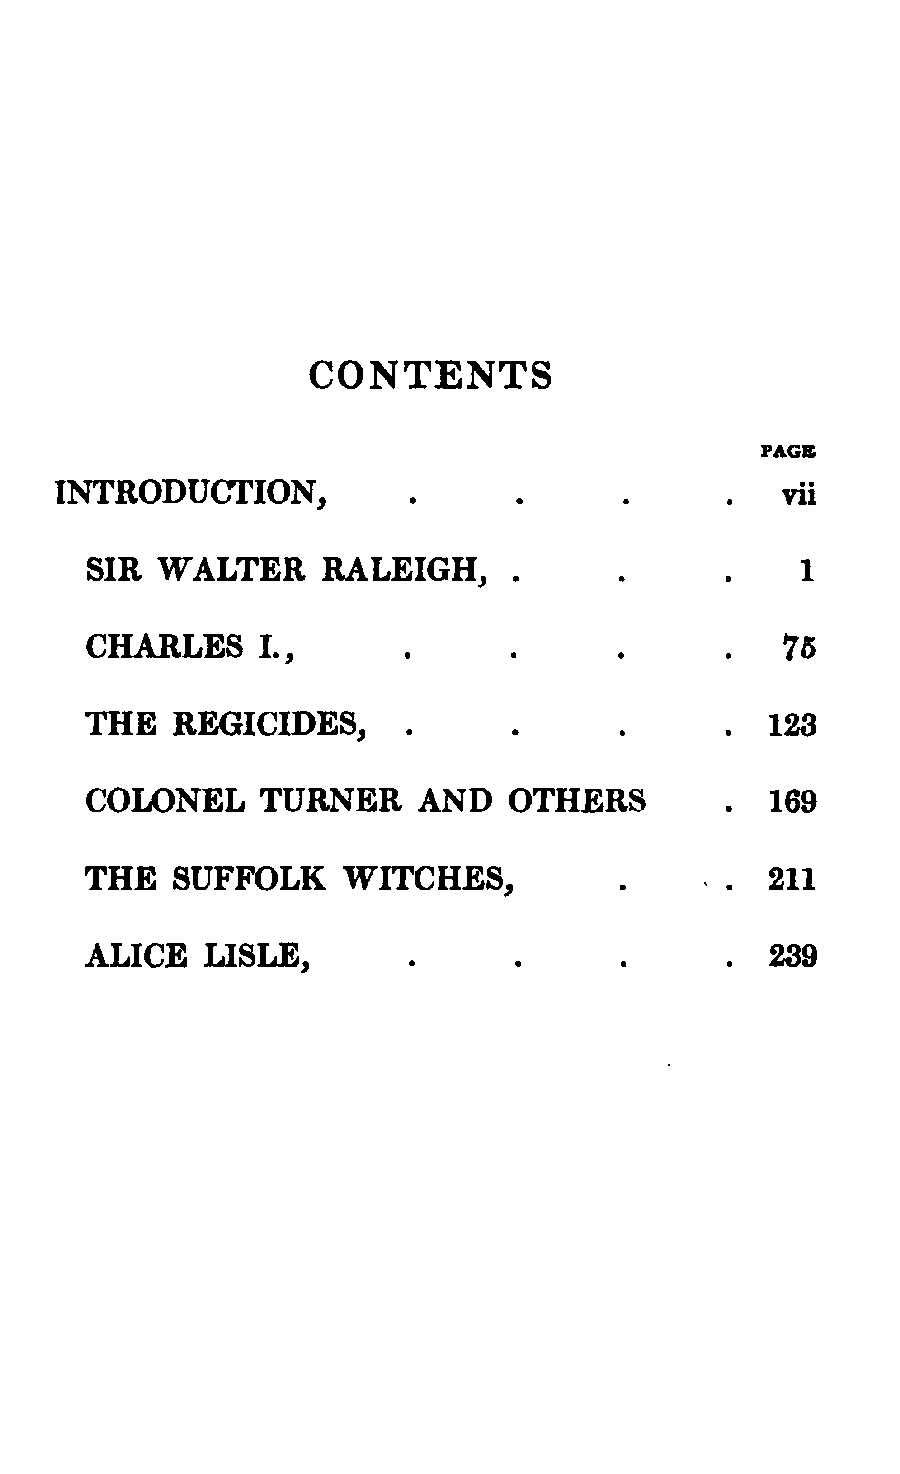 CONTENTS
PAGE
INTRODUCTION, . . . . vii
SIR WALTER RALEIGH, . . . 1
CHARLES I., . . . . 75
THE REGICIDES, . . . . 123
COLONEL TURNER AND OTHERS . 169
THE SUFFOLK WITCHES, . . 211
ALICE LISLE, . . . . 239